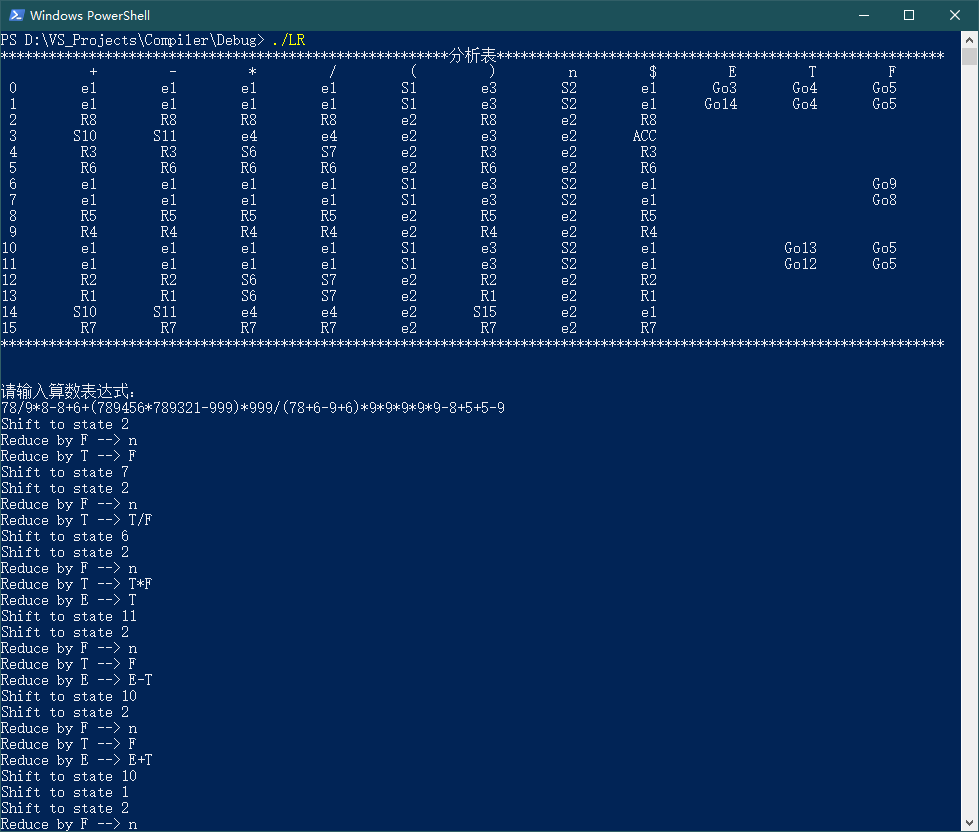 Windows PowerShell
PS D:\VS_Projects\Compiler\Debug> ./LR
********************************************************分析表********************************************************
+ - * / ( ) n $ E T F
0 e1 e1 e1 e1 S1 e3 S2 e1 Go3 Go4 Go5
1 e1 e1 e1 e1 S1 e3 S2 e1 Go14 Go4 Go5
2 R8 R8 R8 R8 e2 R8 e2 R8
3 S10 S11 e4 e4 e2 e3 e2 ACC
4 R3 R3 S6 S7 e2 R3 e2 R3
5 R6 R6 R6 R6 e2 R6 e2 R6
6 e1 e1 e1 e1 S1 e3 S2 e1 Go9
7 e1 e1 e1 e1 S1 e3 S2 e1 Go8
8 R5 R5 R5 R5 e2 R5 e2 R5
9 R4 R4 R4 R4 e2 R4 e2 R4
10 e1 e1 e1 e1 S1 e3 S2 e1 Go13 Go5
11 e1 e1 e1 e1 S1 e3 S2 e1 Go12 Go5
12 R2 R2 S6 S7 e2 R2 e2 R2
13 R1 R1 S6 S7 e2 R1 e2 R1
14 S10 S11 e4 e4 e2 S15 e2 e1
15 R7 R7 R7 R7 e2 R7 e2 R7
**********************************************************************************************************************
请输入算数表达式：
78/9*8-8+6+(789456*789321-999)*999/(78+6-9+6)*9*9*9*9*9-8+5+5-9
Shift to state 2
Reduce by F --> n
Reduce by T --> F
Shift to state 7
Shift to state 2
Reduce by F --> n
Reduce by T --> T/F
Shift to state 6
Shift to state 2
Reduce by F --> n
Reduce by T --> T*F
Reduce by E --> T
Shift to state 11
Shift to state 2
Reduce by F --> n
Reduce by T --> F
Reduce by E --> E-T
Shift to state 10
Shift to state 2
Reduce by F --> n
Reduce by T --> F
Reduce by E --> E+T
Shift to state 10
Shift to state 1
Shift to state 2
Reduce by F --> n